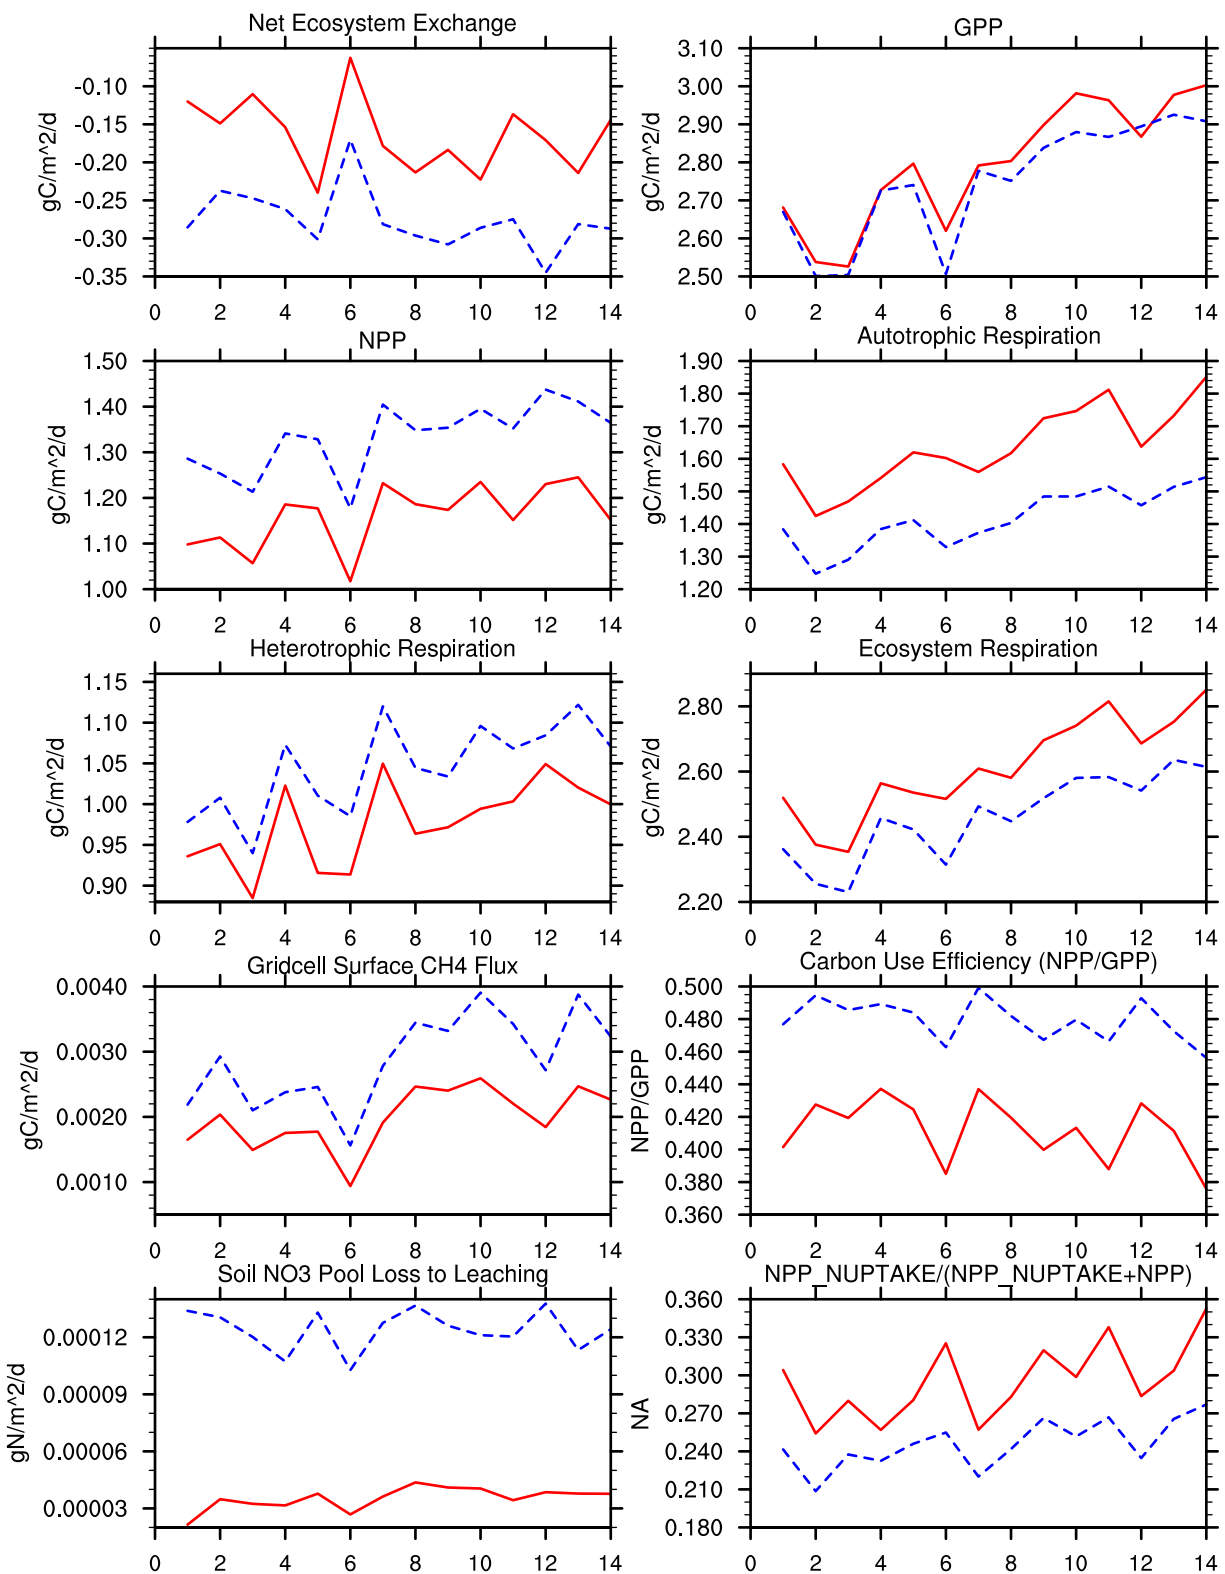 Net Ecosystem Exchange
gC/m^2/d
-0.10
-0.15
-0.20
-0.25
-0.30
-0.35
0 2 4 6 8 10 12 14
GPP
gC/m^2/d
3.10
3.00
2.90
2.80
2.70
2.60
2.50
0 2 4 6 8 10 12 14
NPP
gC/m^2/d
1.50
1.40
1.30
1.20
1.10
1.00
0 2 4 6 8 10 12 14
Autotrophic Respiration
gC/m^2/d
1.90
1.80
1.70
1.60
1.50
1.40
1.30
1.20
0 2 4 6 8 10 12 14
Heterotrophic Respiration
gC/m^2/d
1.15
1.10
1.05
1.00
0.95
0.90
0 2 4 6 8 10 12 14
Ecosystem Respiration
gC/m^2/d
2.80
2.60
2.40
2.20
0 2 4 6 8 10 12 14
Gridcell Surface CH4 Flux
gC/m^2/d
0.0040
0.0030
0.0020
0.0010
0 2 4 6 8 10 12 14
Carbon Use Efficiency (NPP/GPP)
NPP/GPP
0.500
0.480
0.460
0.440
0.420
0.400
0.380
0.360
0 2 4 6 8 10 12 14
Soil NO3 Pool Loss to Leaching
gN/m^2/d
0.00012
0.00009
0.00006
0.00003
0 2 4 6 8 10 12 14
NPP_NUPTAKE/(NPP_NUPTAKE+NPP)
NA
0.360
0.330
0.300
0.270
0.240
0.210
0.180
0 2 4 6 8 10 12 14